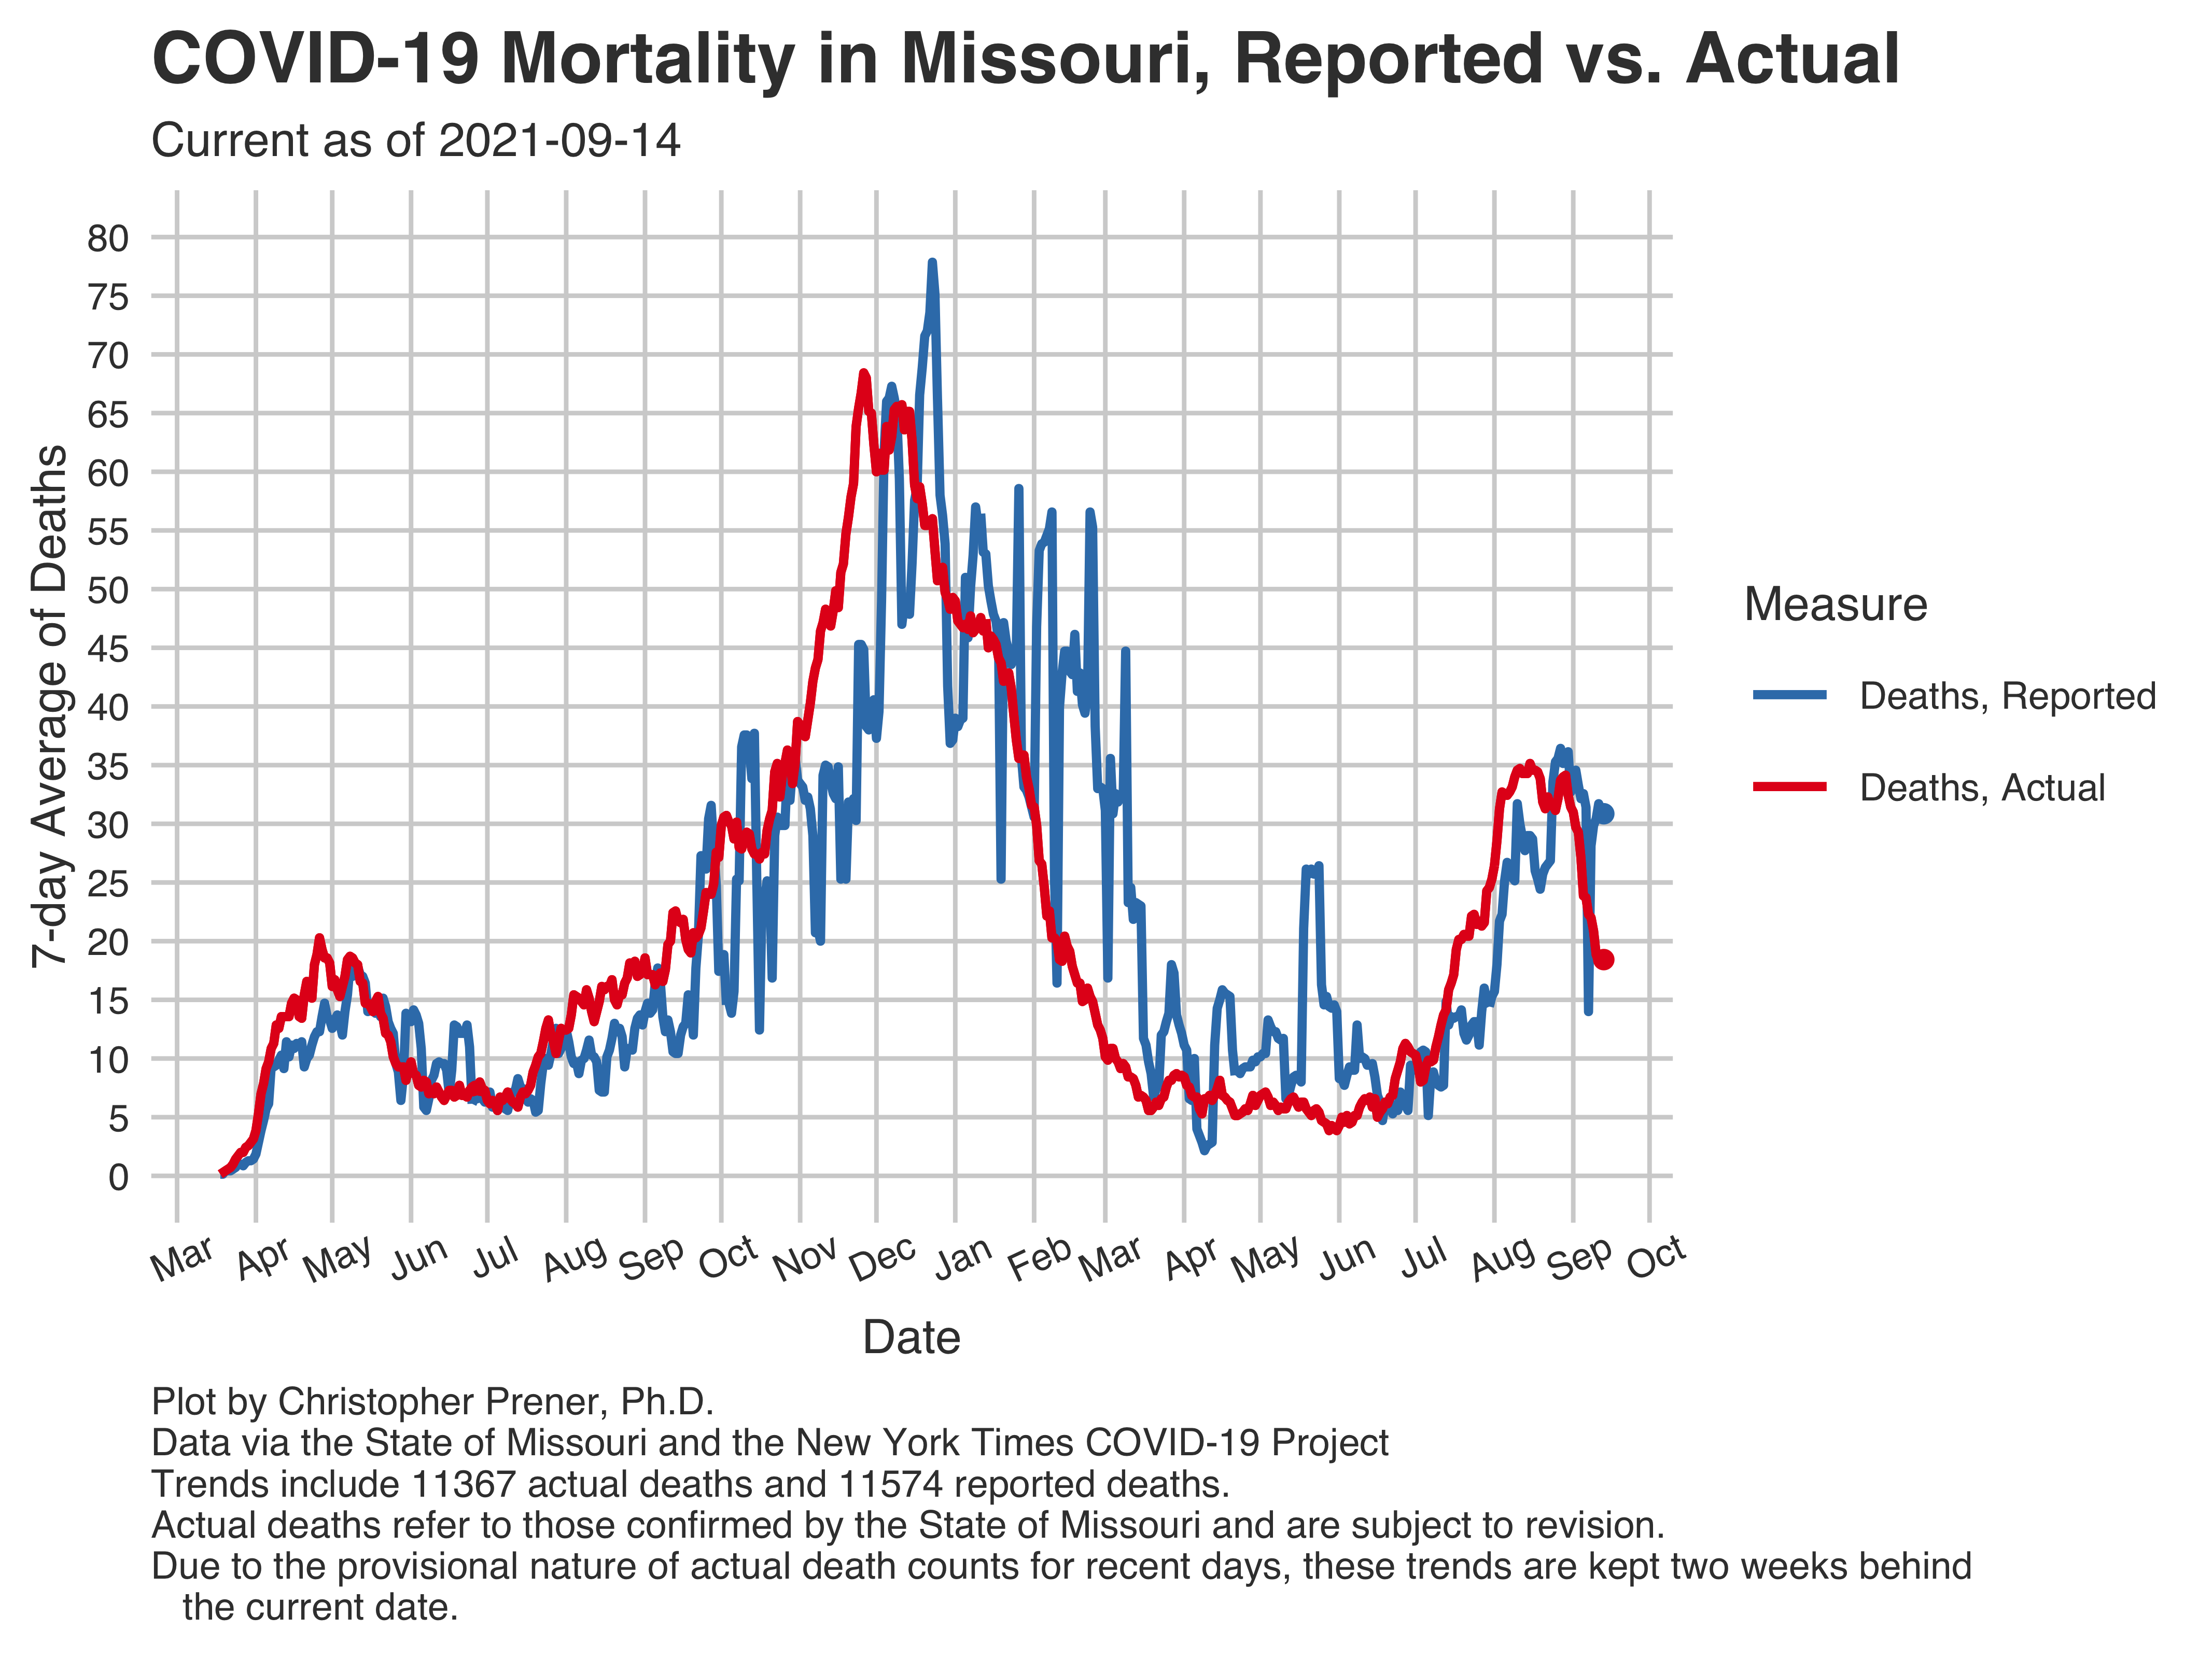 COVID-19 Mortality in Missouri, Reported vs. Actual
Current as of 2021-09-14
80
75
70
65
60
55
50
45
40
35
30
25
20
15
10
5
0
7-day Average of Deaths
Mar Apr May Jun Jul Aug Sep Oct Nov Dec Jan Feb Mar Apr May Jun Jul Aug Sep Oct
Date
Measure
Deaths, Reported
Deaths, Actual
Plot by Christopher Prener, Ph.D.
Data via the State of Missouri and the New York Times COVID-19 Project
Trends include 11367 actual deaths and 11574 reported deaths.
Actual deaths refer to those confirmed by the State of Missouri and are subject to revision.
Due to the provisional nature of actual death counts for recent days, these trends are kept two weeks behind
the current date.